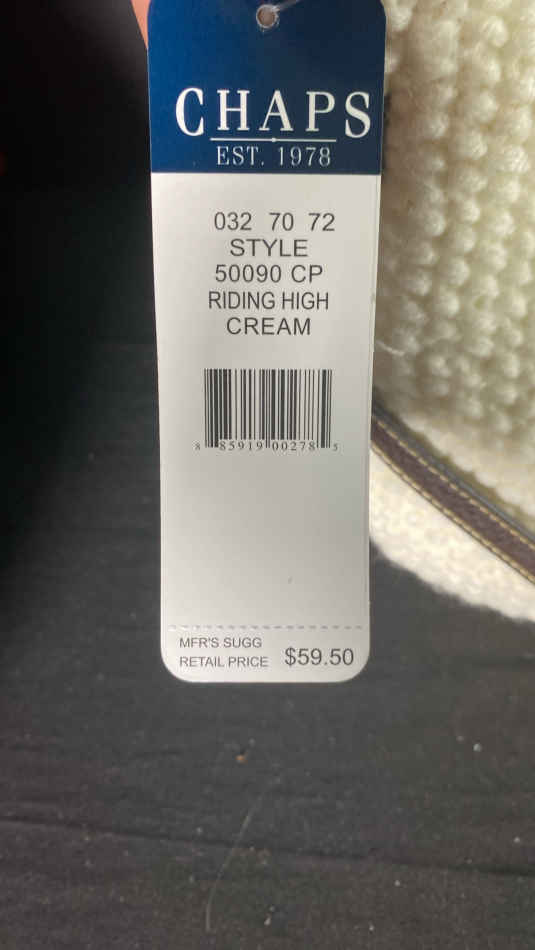 CHAPS
EST. 1978
032 70 72
STYLE
50090 CP
RIDING HIGH
CREAM
8 85919 00278 5
MFR'S SUGG
RETAIL PRICE $59.50